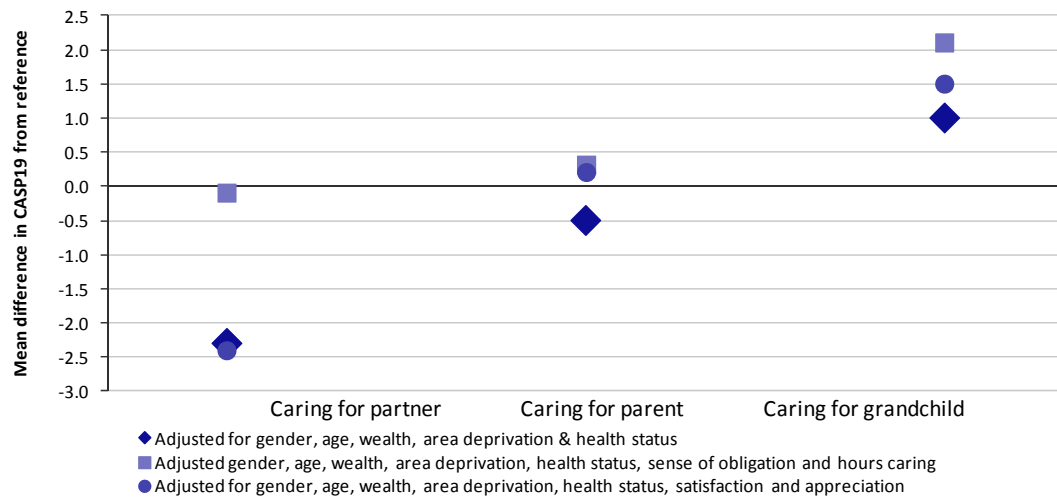 Mean difference in CASP19 from reference
2.5
2.0
1.5
1.0
0.5
0.0
-0.5
-1.0
-1.5
-2.0
-2.5
-3.0
Caring for partner Caring for parent Caring for grandchild
Adjusted for gender, age, wealth, area deprivation & health status
Adjusted gender, age, wealth, area deprivation, health status, sense of obligation and hours caring
Adjusted for gender, age, wealth, area deprivation, health status, satisfaction and appreciation